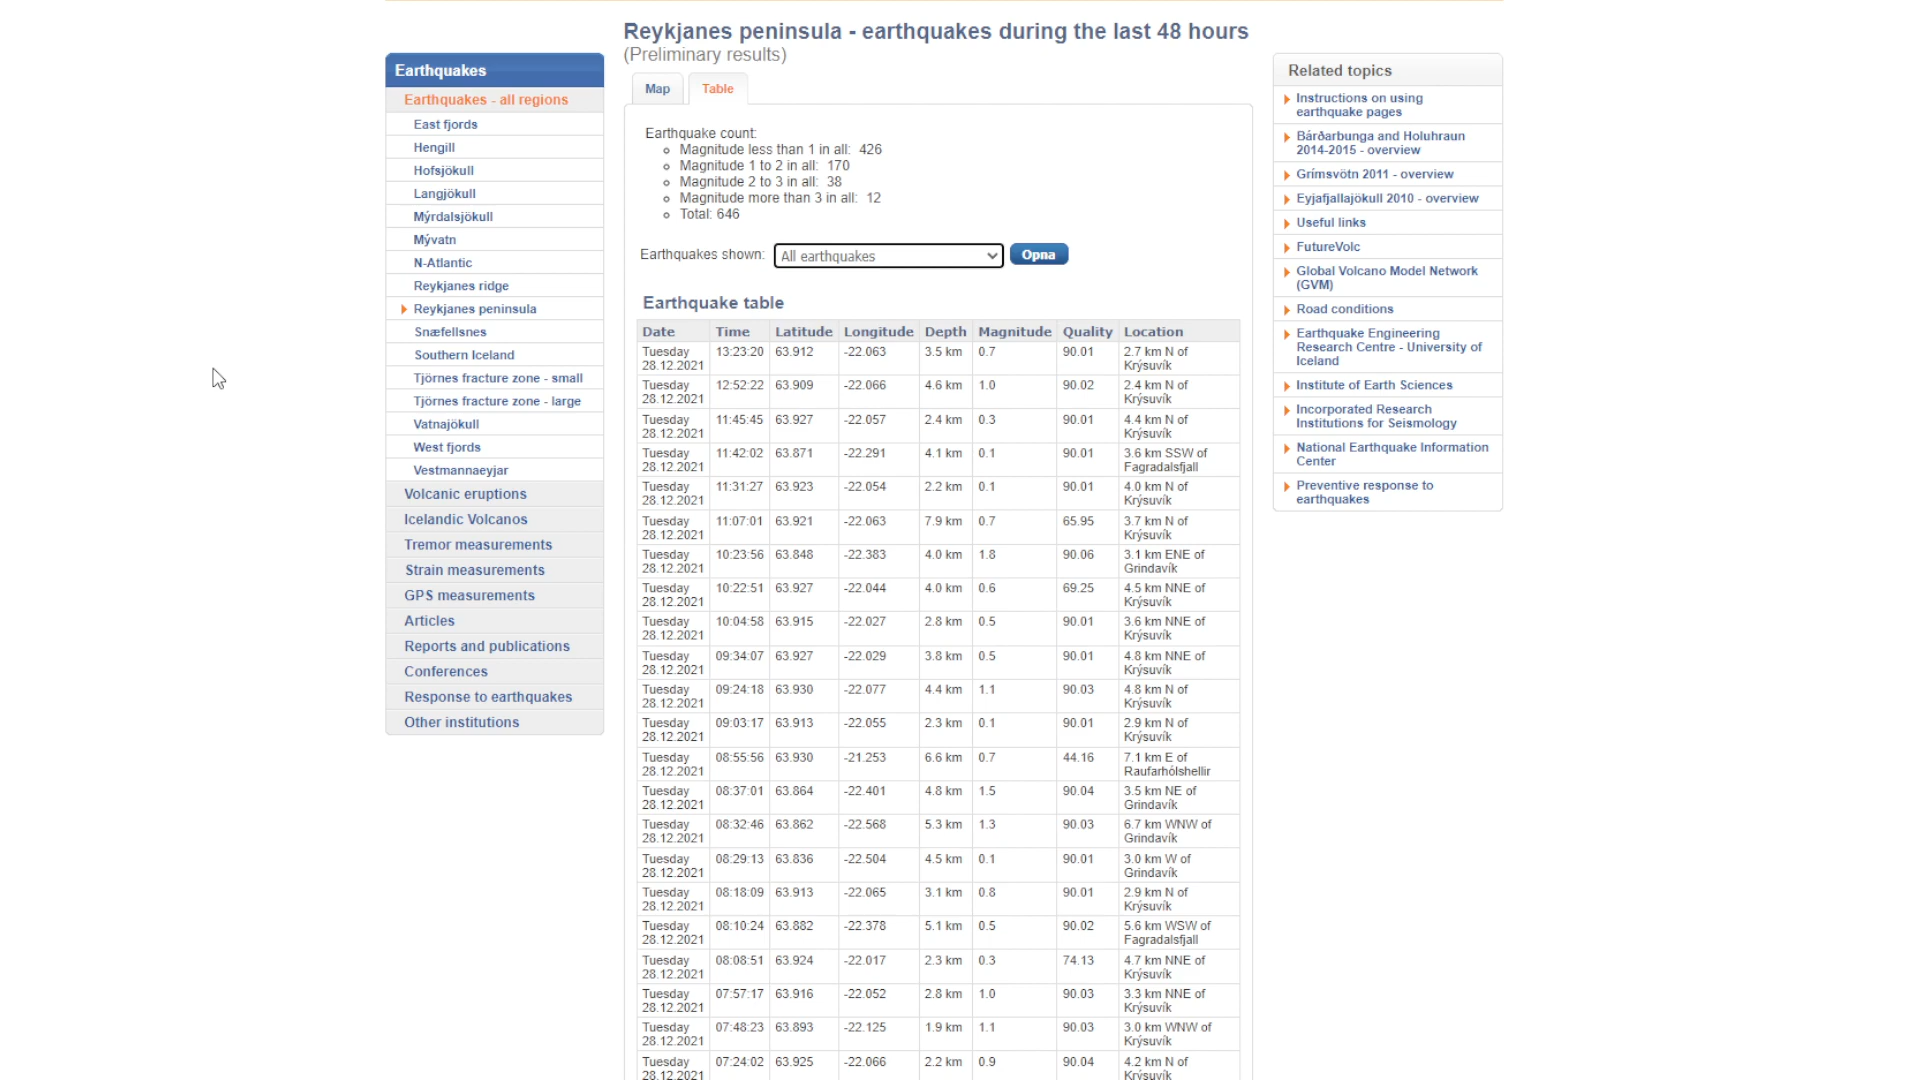 Reykjanes peninsula - earthquakes during the last 48 hours
(Preliminary results)
Earthquakes
Earthquakes - all regions
East fjords
Hengill
Hofsjökull
Langjökull
Mýrdalsjökull
Mývatn
N-Atlantic
Reykjanes ridge
Reykjanes peninsula
Snæfellsnes
Southern Iceland
Tjörnes fracture zone - small
Tjörnes fracture zone - large
Vatnajökull
West fjords
Vestmannaeyjar
Volcanic eruptions
Icelandic Volcanos
Tremor measurements
Strain measurements
GPS measurements
Articles
Reports and publications
Conferences
Response to earthquakes
Other institutions
Map Table
Earthquake count:
Magnitude less than 1 in all: 426
Magnitude 1 to 2 in all: 170
Magnitude 2 to 3 in all: 38
Magnitude more than 3 in all: 12
Total: 646
Earthquakes shown: All earthquakes Opna
Earthquake table
Date Time Latitude Longitude Depth Magnitude Quality Location
Tuesday 13:23:20 63.912 -22.063 3.5 km 0.7 90.01 2.7 km N of
28.12.2021 Krýsuvík
Tuesday 12:52:22 63.909 -22.066 4.6 km 1.0 90.02 2.4 km N of
28.12.2021 Krýsuvík
Tuesday 11:45:45 63.927 -22.057 2.4 km 0.3 90.01 4.4 km N of
28.12.2021 Krýsuvík
Tuesday 11:42:02 63.871 -22.291 4.1 km 0.1 90.01 3.6 km SSW of
28.12.2021 Fagradalsfjall
Tuesday 11:31:27 63.923 -22.054 2.2 km 0.1 90.01 4.0 km N of
28.12.2021 Krýsuvík
Tuesday 11:07:01 63.921 -22.063 7.9 km 0.7 65.95 3.7 km N of
28.12.2021 Krýsuvík
Tuesday 10:23:56 63.848 -22.383 4.0 km 1.8 90.06 3.1 km ENE of
28.12.2021 Grindavík
Tuesday 10:22:51 63.927 -22.044 4.0 km 0.6 69.25 4.5 km NNE of
28.12.2021 Krýsuvík
Tuesday 10:04:58 63.915 -22.027 2.8 km 0.5 90.01 3.6 km NNE of
28.12.2021 Krýsuvík
Tuesday 09:34:07 63.927 -22.029 3.8 km 0.5 90.01 4.8 km NNE of
28.12.2021 Krýsuvík
Tuesday 09:24:18 63.930 -22.077 4.4 km 1.1 90.03 4.8 km N of
28.12.2021 Krýsuvík
Tuesday 09:03:17 63.913 -22.055 2.3 km 0.1 90.01 2.9 km N of
28.12.2021 Krýsuvík
Tuesday 08:55:56 63.930 -21.253 6.6 km 0.7 44.16 7.1 km E of
28.12.2021 Raufarhólshellir
Tuesday 08:37:01 63.864 -22.401 4.8 km 1.5 90.04 3.5 km NE of
28.12.2021 Grindavík
Tuesday 08:32:46 63.862 -22.568 5.3 km 1.3 90.03 6.7 km WNW of
28.12.2021 Grindavík
Tuesday 08:29:13 63.836 -22.504 4.5 km 0.1 90.01 3.0 km W of
28.12.2021 Grindavík
Tuesday 08:18:09 63.913 -22.065 3.1 km 0.8 90.01 2.9 km N of
28.12.2021 Krýsuvík
Tuesday 08:10:24 63.882 -22.378 5.1 km 0.5 90.02 5.6 km WSW of
28.12.2021 Fagradalsfjall
Tuesday 08:08:51 63.924 -22.017 2.3 km 0.3 74.13 4.7 km NNE of
28.12.2021 Krýsuvík
Tuesday 07:57:17 63.916 -22.052 2.8 km 1.0 90.03 3.3 km NNE of
28.12.2021 Krýsuvík
Tuesday 07:48:23 63.893 -22.125 1.9 km 1.1 90.03 3.0 km WNW of
28.12.2021 Krýsuvík
Tuesday 07:24:02 63.925 -22.066 2.2 km 0.9 90.04 4.2 km N of
28.12.2021 Krýsuvík
Related topics
Instructions on using
earthquake pages
Bárðarbunga and Holuhraun
2014-2015 - overview
Grímsvötn 2011 - overview
Eyjafjallajökull 2010 - overview
Useful links
FutureVolc
Global Volcano Model Network
(GVM)
Road conditions
Earthquake Engineering
Research Centre - University of
Iceland
Institute of Earth Sciences
Incorporated Research
Institutions for Seismology
National Earthquake Information
Center
Preventive response to
earthquakes